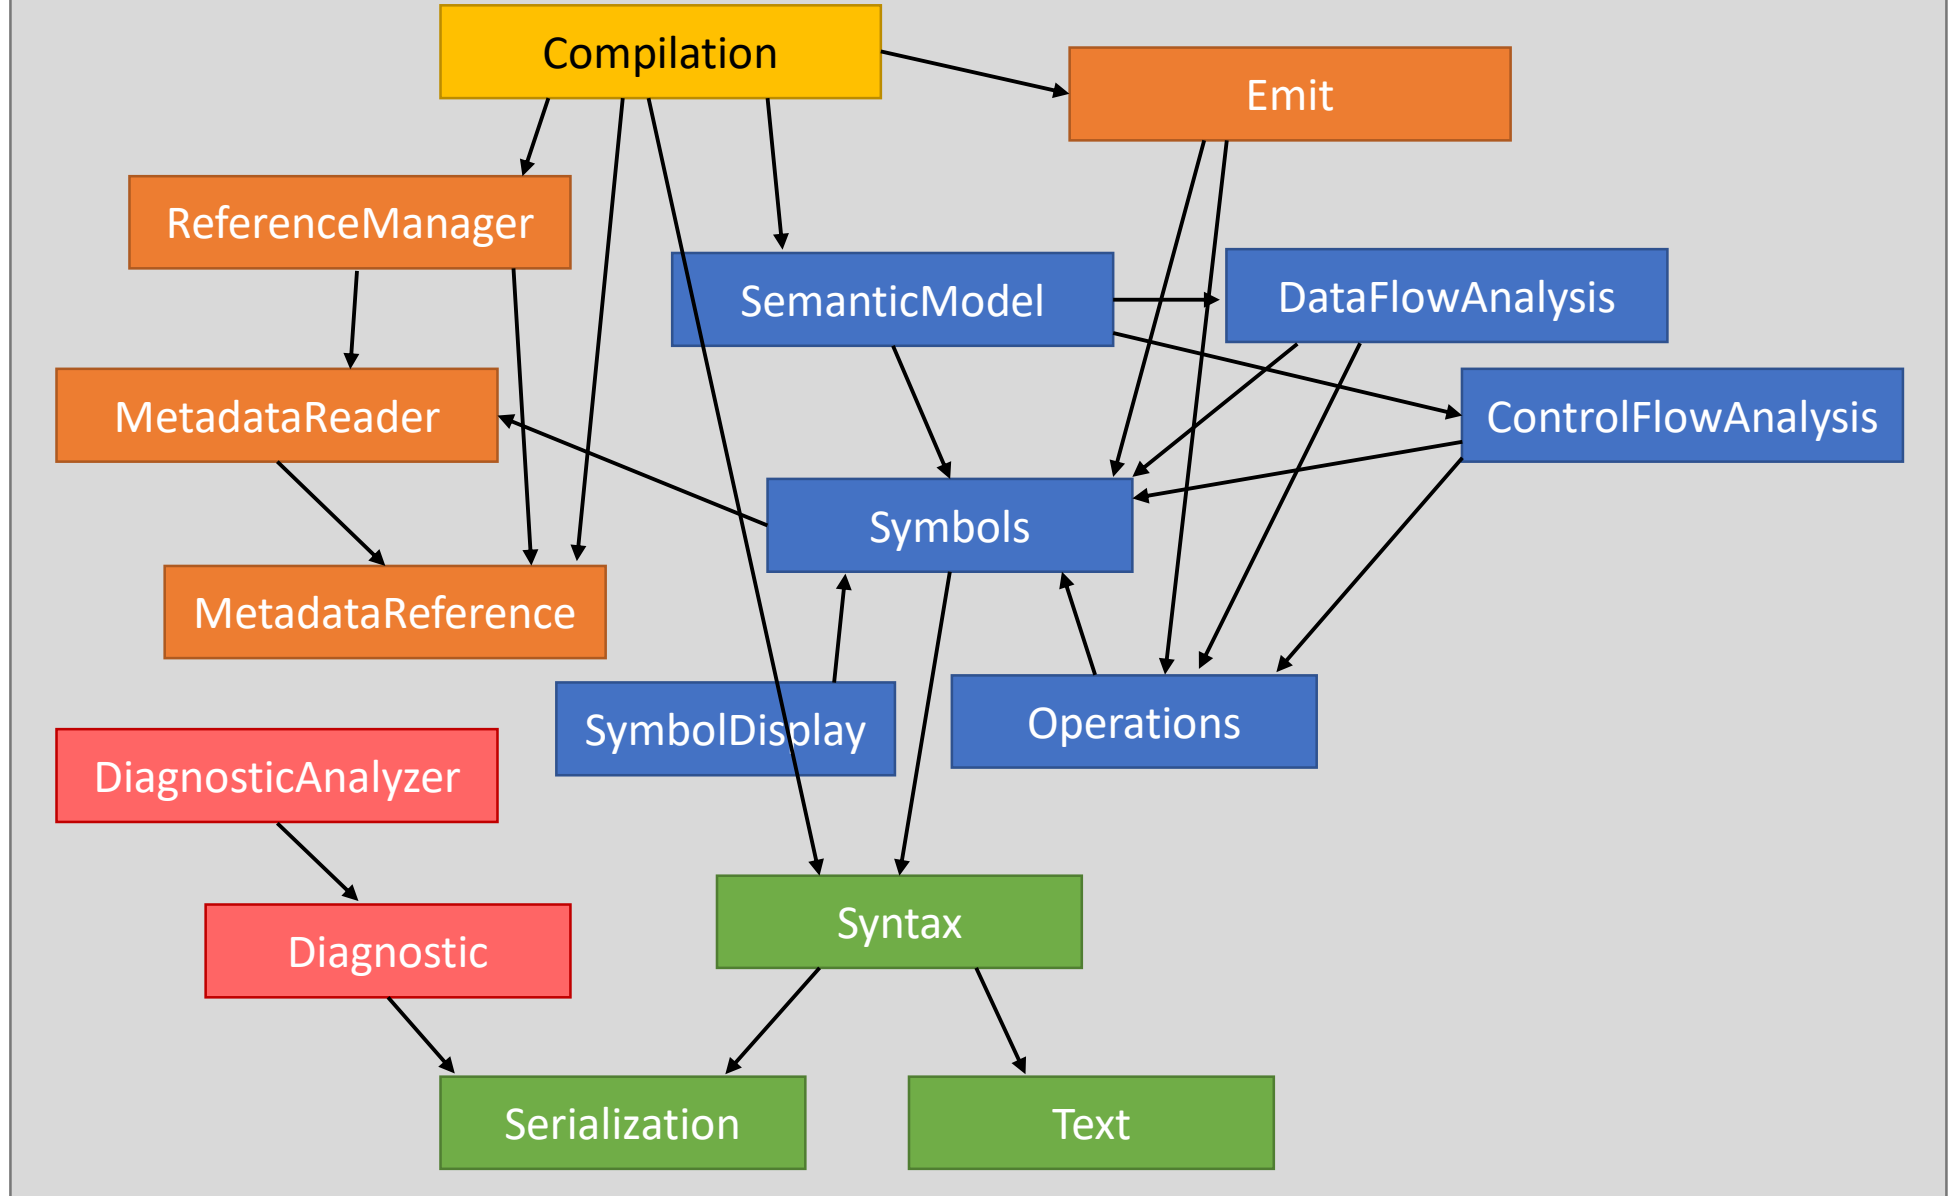 Compilation
Emit
ReferenceManager
SemanticModel
DataFlowAnalysis
MetadataReader
ControlFlowAnalysis
Symbols
MetadataReference
SymbolDisplay
Operations
DiagnosticAnalyzer
Syntax
Diagnostic
Serialization
Text